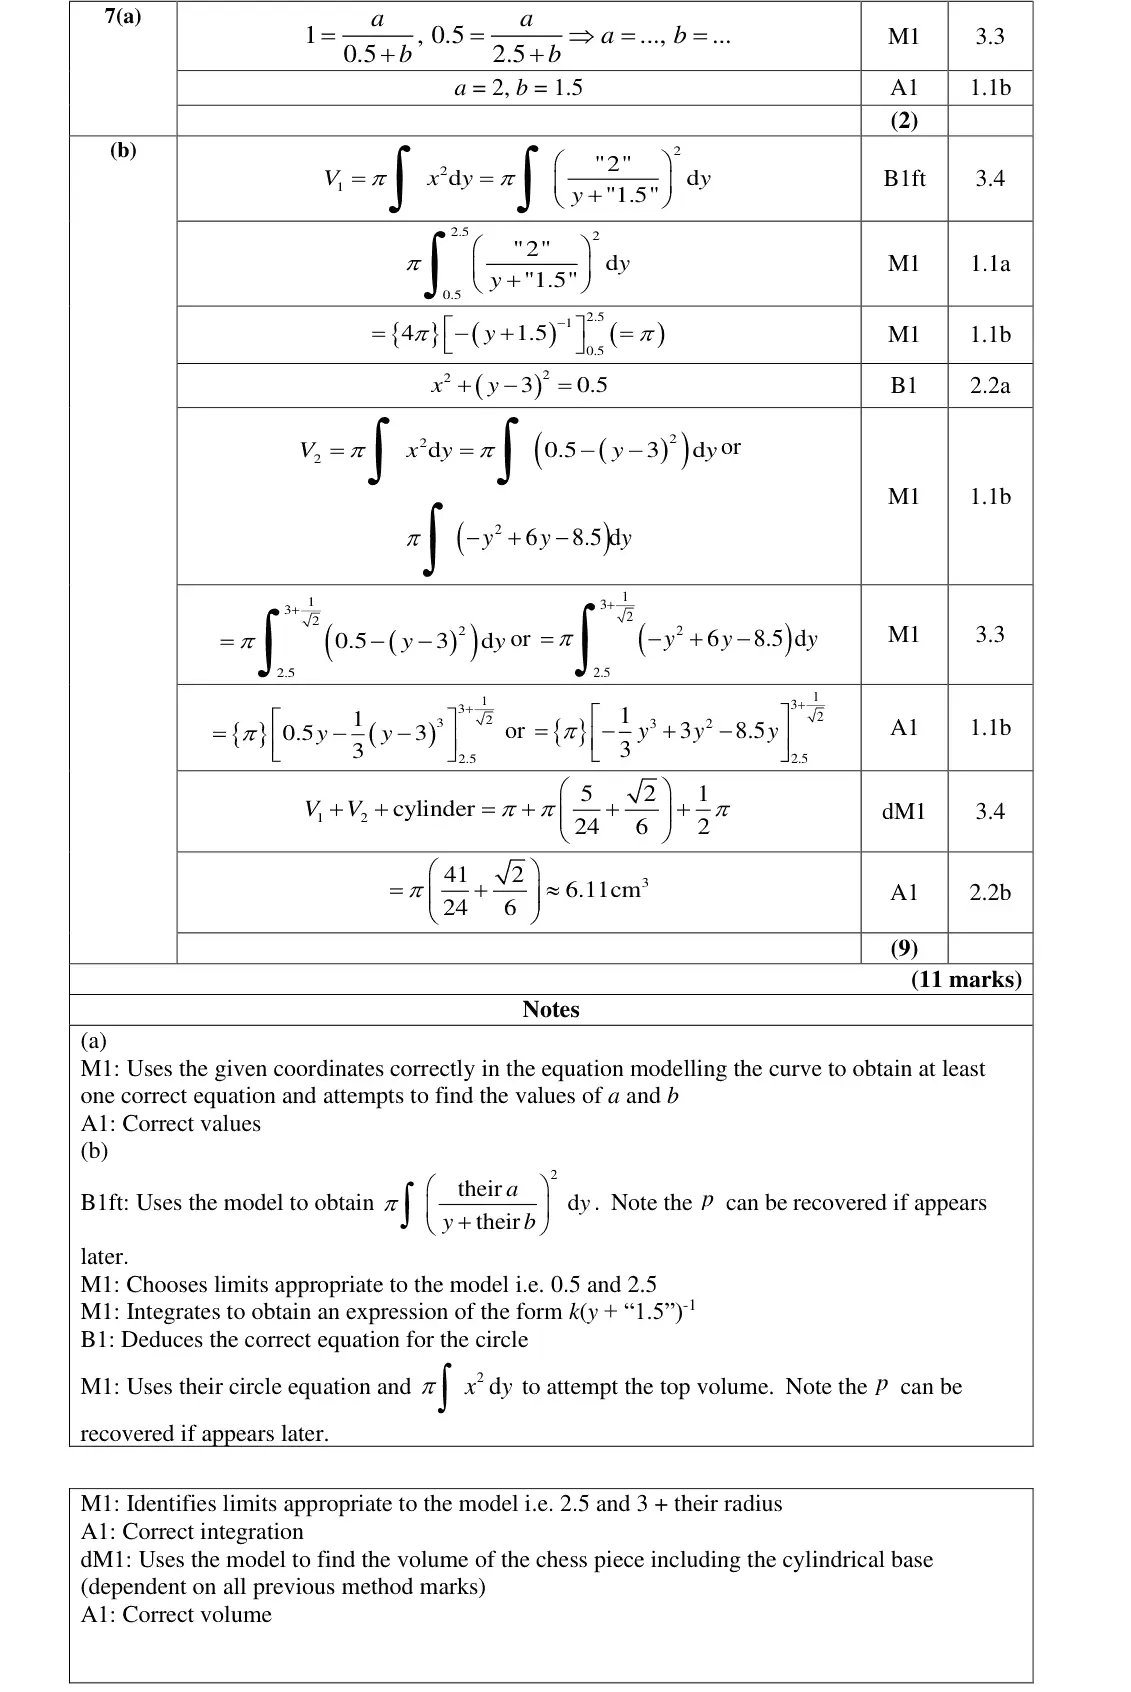 7(a) 1 = a/(0.5 + b), 0.5 = a/(2.5 + b) ⇒ a = ..., b = ... M1 3.3
a = 2, b = 1.5 A1 1.1b
(2)
(b) V₁ = π∫ x²dy = π∫ ("2"/(y + "1.5"))² dy B1ft 3.4
π∫_{0.5}^{2.5} ("2"/(y + "1.5"))² dy M1 1.1a
= {4π}[−(y + 1.5)⁻¹]_{0.5}^{2.5} (= π) M1 1.1b
x² + (y − 3)² = 0.5 B1 2.2a
V₂ = π∫ x²dy = π∫ (0.5 − (y − 3)²)dy or
π∫ (−y² + 6y − 8.5)dy M1 1.1b
= π∫_{2.5}^{3+1/√2} (0.5 − (y − 3)²)dy or = π∫_{2.5}^{3+1/√2} (−y² + 6y − 8.5)dy M1 3.3
= {π}[0.5y − 1/3(y − 3)³]_{2.5}^{3+1/√2} or = {π}[−1/3 y³ + 3y² − 8.5y]_{2.5}^{3+1/√2} A1 1.1b
V₁ + V₂ + cylinder = π + π(5/24 + √2/6) + 1/2 π dM1 3.4
= π(41/24 + √2/6) ≈ 6.11cm³ A1 2.2b
(9)
(11 marks)
Notes
(a)
M1: Uses the given coordinates correctly in the equation modelling the curve to obtain at least
one correct equation and attempts to find the values of a and b
A1: Correct values
(b)
B1ft: Uses the model to obtain π∫ (their a/(y + their b))² dy. Note the p can be recovered if appears
later.
M1: Chooses limits appropriate to the model i.e. 0.5 and 2.5
M1: Integrates to obtain an expression of the form k(y + “1.5”)⁻¹
B1: Deduces the correct equation for the circle
M1: Uses their circle equation and π∫ x² dy to attempt the top volume. Note the p can be
recovered if appears later.
M1: Identifies limits appropriate to the model i.e. 2.5 and 3 + their radius
A1: Correct integration
dM1: Uses the model to find the volume of the chess piece including the cylindrical base
(dependent on all previous method marks)
A1: Correct volume